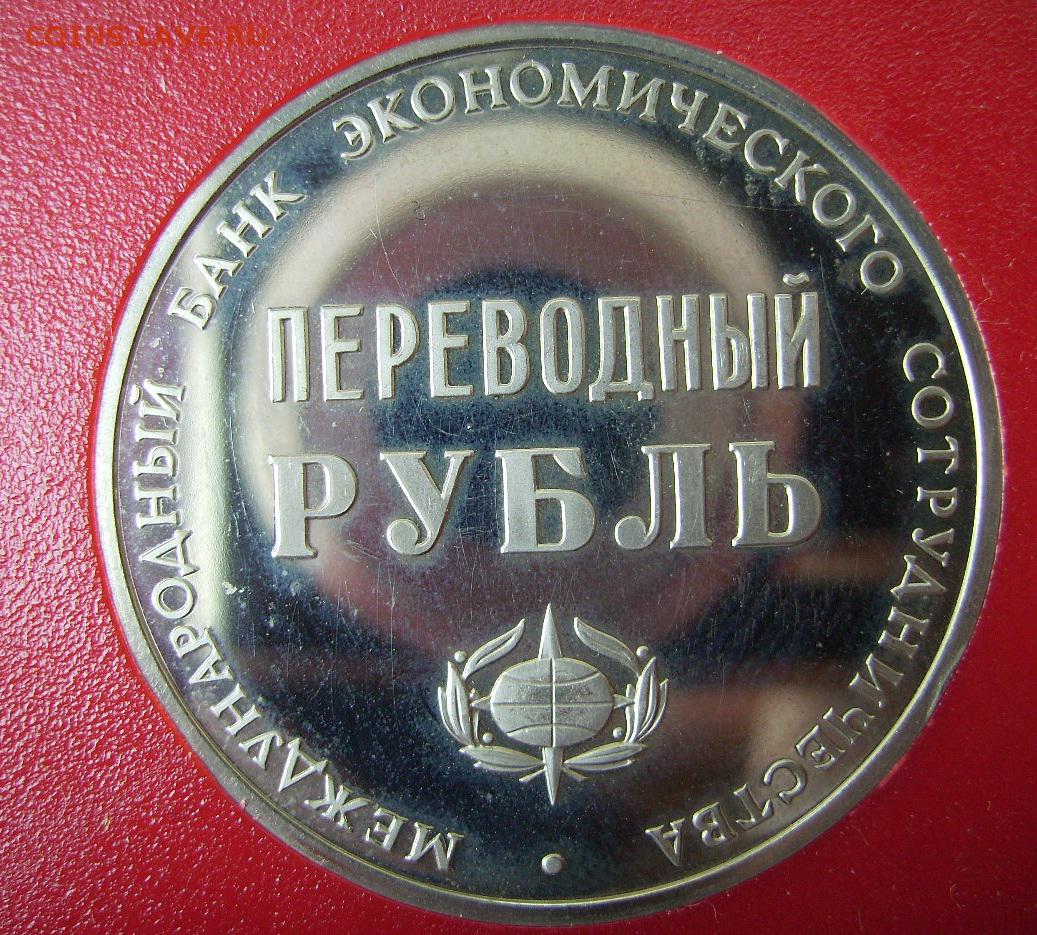 COINS.LAVE.RU
МЕЖДУНАРОДНЫЙ БАНК ЭКОНОМИЧЕСКОГО СОТРУДНИЧЕСТВА
ПЕРЕВОДНЫЙ
РУБЛЬ